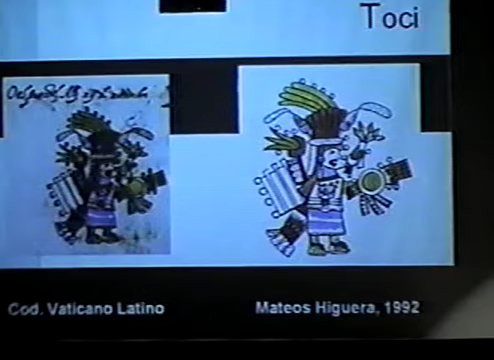 Toci
Cod. Vaticano Latino
Mateos Higuera, 1992